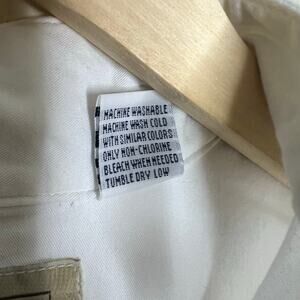 MACHINE WASHABLE
MACHINE WASH COLD
WITH SIMILAR COLORS
ONLY NON-CHLORINE
BLEACH WHEN NEEDED
TUMBLE DRY LOW